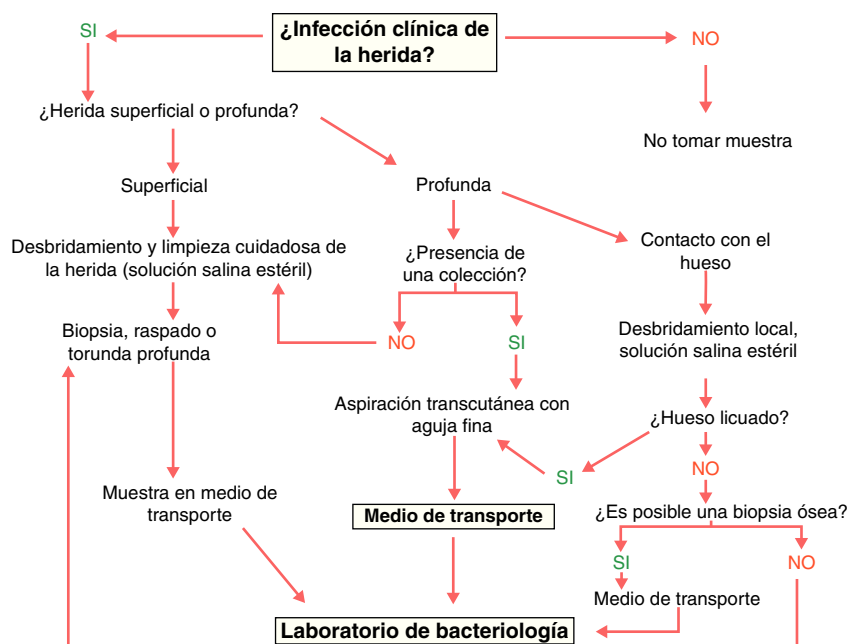 ¿Infección clínica de
la herida?
SI
NO
¿Herida superficial o profunda?
No tomar muestra
Superficial
Profunda
Desbridamiento y limpieza cuidadosa de
la herida (solución salina estéril)
¿Presencia de
una colección?
Contacto con el
hueso
Biopsia, raspado o
torunda profunda
NO
SI
Desbridamiento local,
solución salina estéril
Aspiración transcutánea con
aguja fina
¿Hueso licuado?
SI
NO
Muestra en medio de
transporte
Medio de transporte
¿Es posible una biopsia ósea?
SI
NO
Medio de transporte
Laboratorio de bacteriología